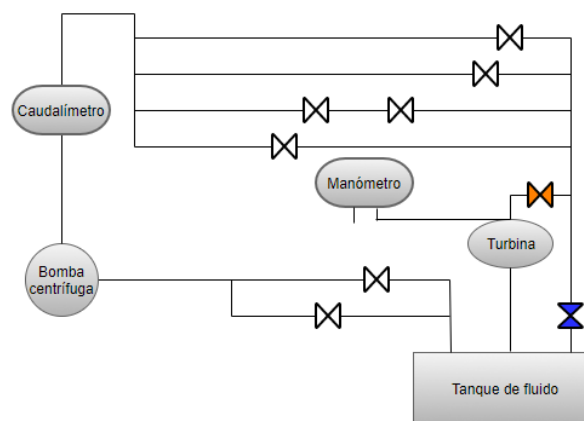 Caudalímetro
Manómetro
Turbina
Bomba
centrífuga
Tanque de fluido